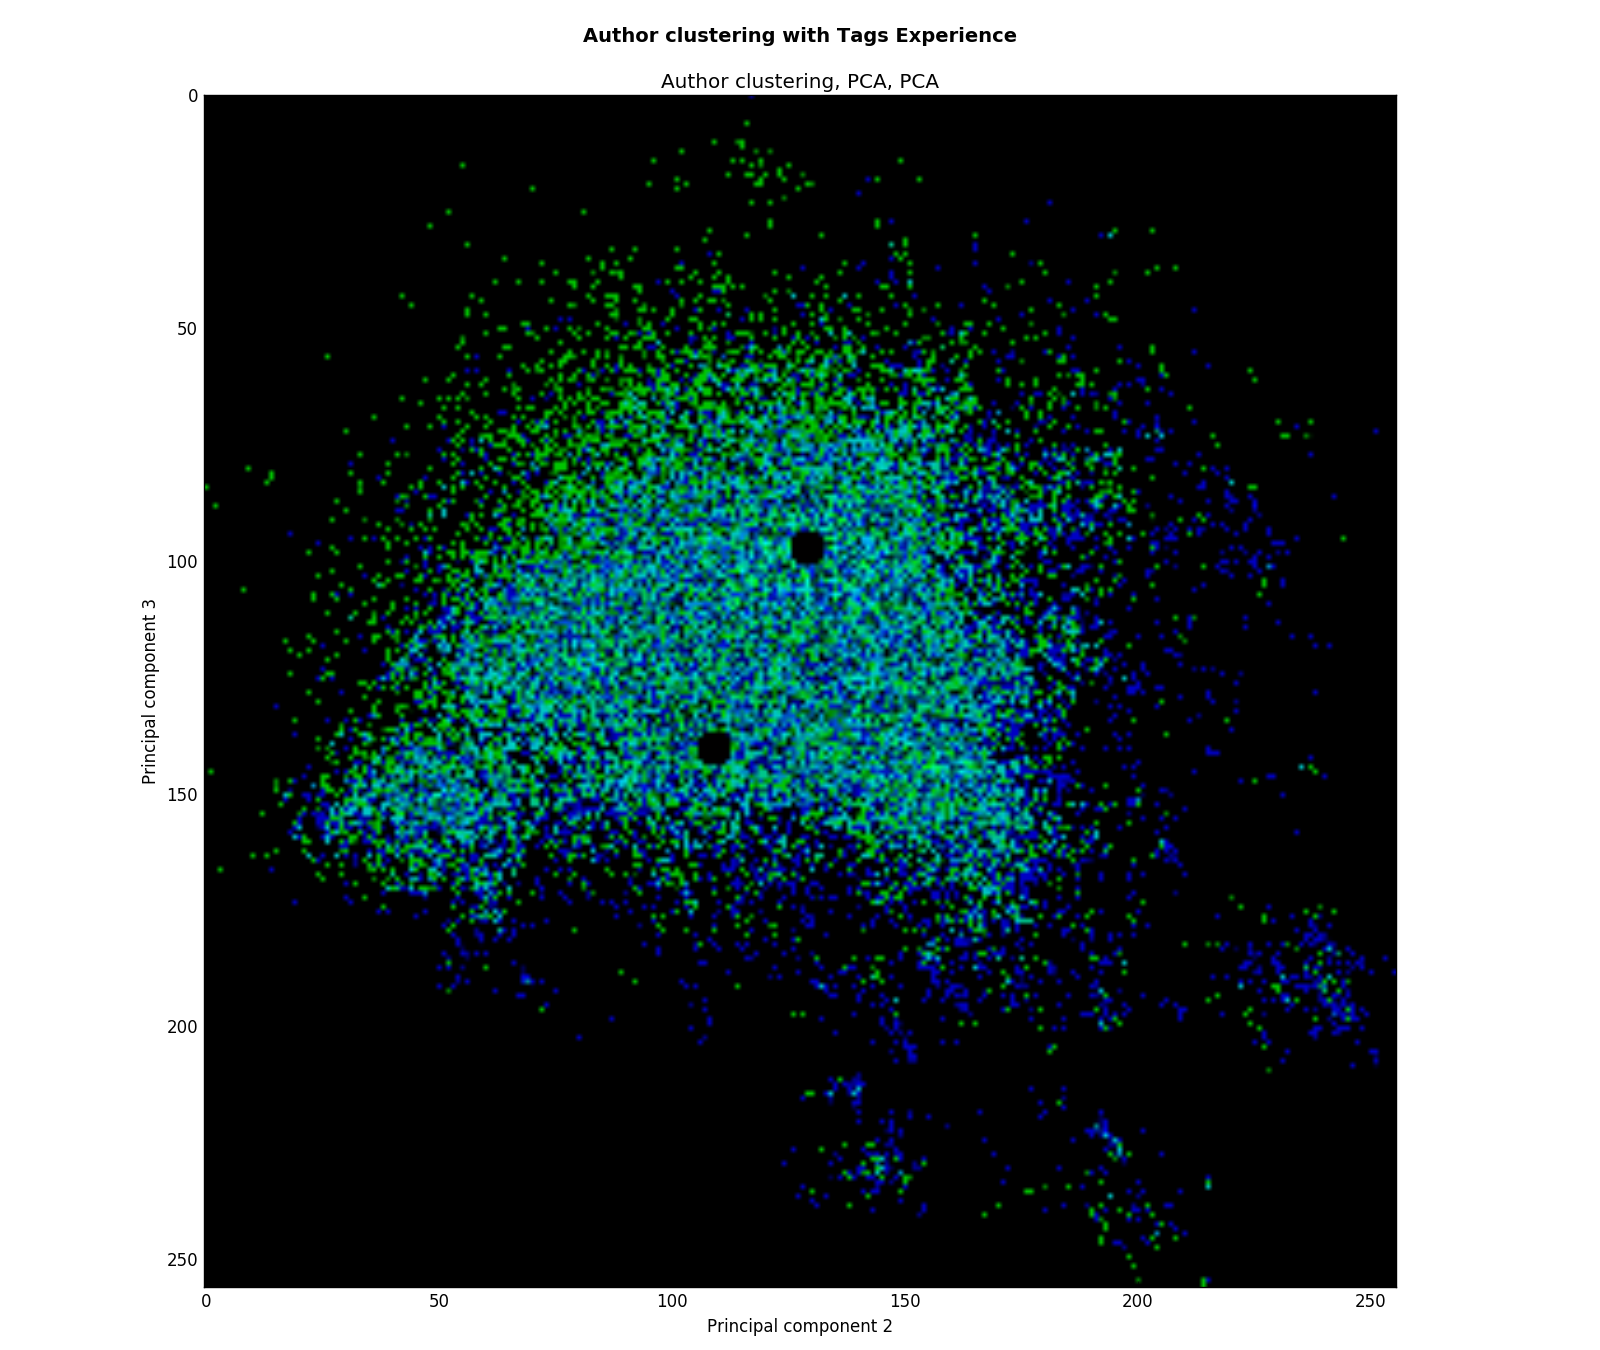 Author clustering with Tags Experience
Author clustering, PCA, PCA
0
50
100
150
200
250
Principal component 3
0 50 100 150 200 250
Principal component 2